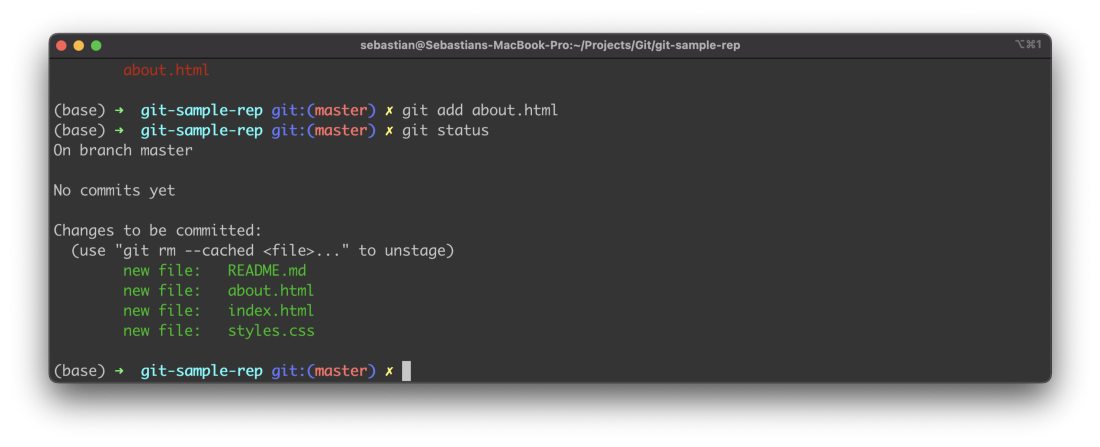 sebastian@Sebastians-MacBook-Pro:~/Projects/Git/git-sample-rep ⌥⌘1
about.html
(base) ➜ git-sample-rep git:(master) ✗ git add about.html
(base) ➜ git-sample-rep git:(master) ✗ git status
On branch master
No commits yet
Changes to be committed:
(use "git rm --cached <file>..." to unstage)
new file: README.md
new file: about.html
new file: index.html
new file: styles.css
(base) ➜ git-sample-rep git:(master) ✗